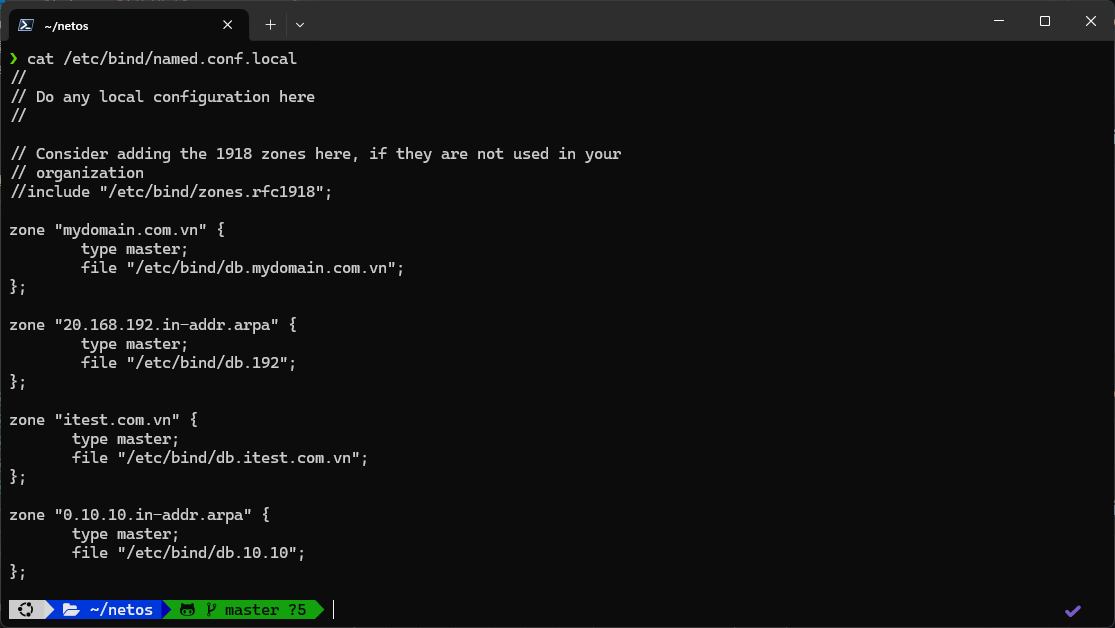 ~/netos
❯ cat /etc/bind/named.conf.local
//
// Do any local configuration here
//
// Consider adding the 1918 zones here, if they are not used in your
// organization
//include "/etc/bind/zones.rfc1918";
zone "mydomain.com.vn" {
        type master;
        file "/etc/bind/db.mydomain.com.vn";
};
zone "20.168.192.in-addr.arpa" {
        type master;
        file "/etc/bind/db.192";
};
zone "itest.com.vn" {
       type master;
       file "/etc/bind/db.itest.com.vn";
};
zone "0.10.10.in-addr.arpa" {
       type master;
       file "/etc/bind/db.10.10";
};
~/netos master ?5